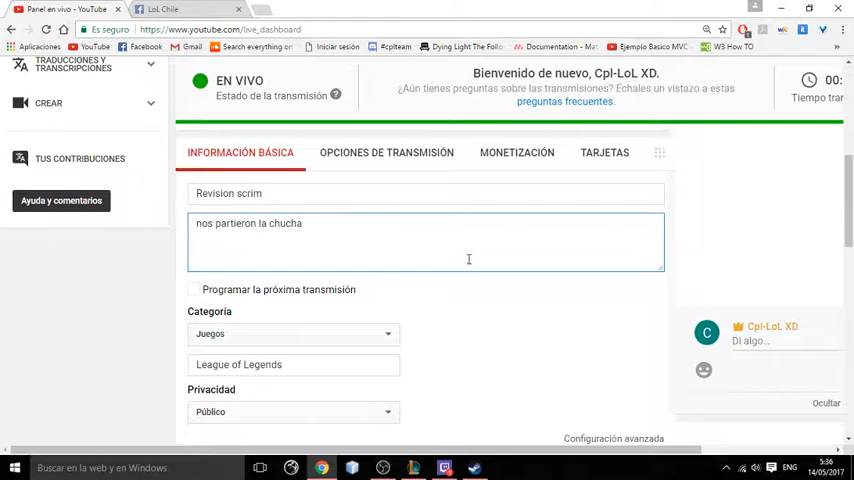 Panel en vivo - YouTube
LoL Chile
Es seguro
https://www.youtube.com/live_dashboard
Aplicaciones
YouTube
Facebook
Gmail
Search everything on
Iniciar sesión
#cplteam
Dying Light The Follo
Documentation - Mat
Ejemplo Basico MVC
W3 HOW TO
TRADUCCIONES Y
TRANSCRIPCIONES
CREAR
TUS CONTRIBUCIONES
Ayuda y comentarios
EN VIVO
Estado de la transmisión
Bienvenido de nuevo, Cpl-LoL XD.
¿Aún tienes preguntas sobre las transmisiones? Échales un vistazo a estas
preguntas frecuentes.
00:
Tiempo tran
INFORMACIÓN BÁSICA
OPCIONES DE TRANSMISIÓN
MONETIZACIÓN
TARJETAS
Revision scrim
nos partieron la chucha
Programar la próxima transmisión
Categoría
Juegos
League of Legends
Privacidad
Público
Configuración avanzada
C
Cpl-LoL XD
Di algo...
Ocultar
Buscar en la web y en Windows
ENG
5:36
14/05/2017